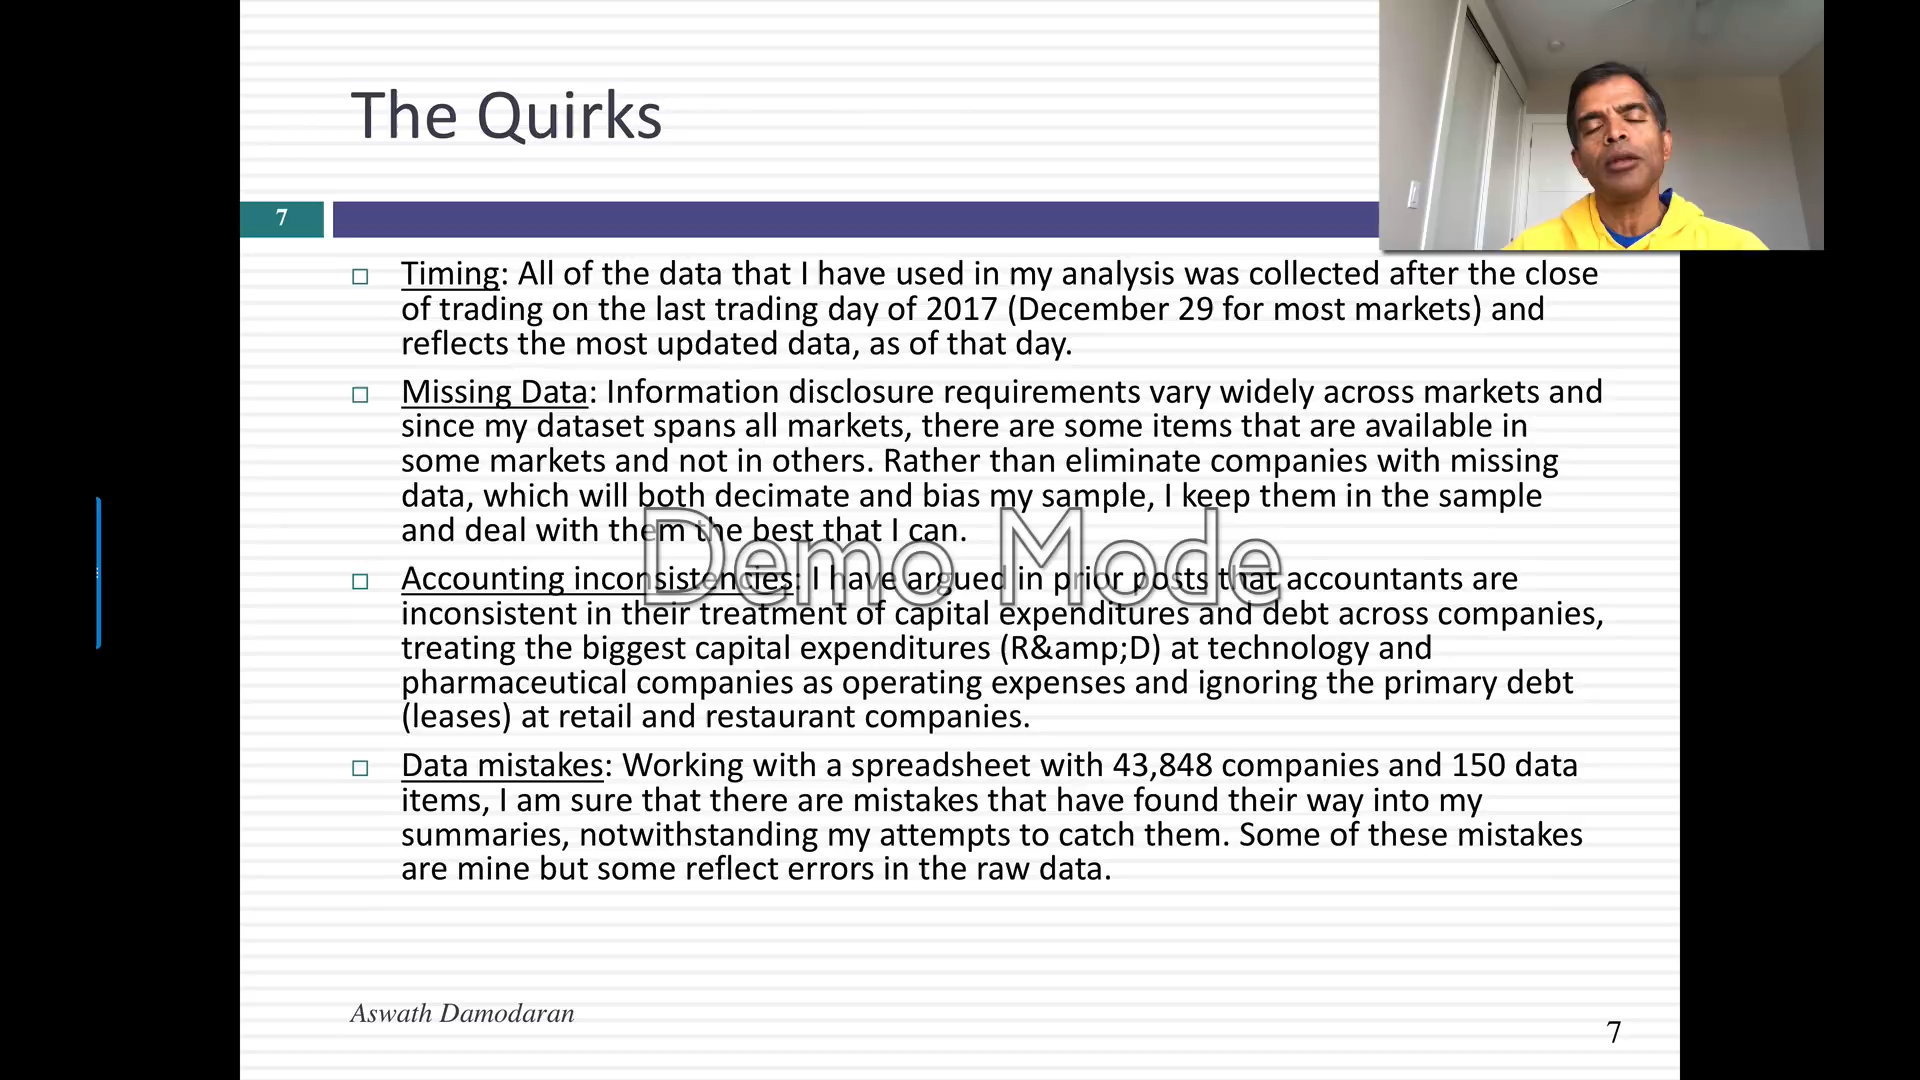 The Quirks
7
Timing: All of the data that I have used in my analysis was collected after the close
of trading on the last trading day of 2017 (December 29 for most markets) and
reflects the most updated data, as of that day.
Missing Data: Information disclosure requirements vary widely across markets and
since my dataset spans all markets, there are some items that are available in
some markets and not in others. Rather than eliminate companies with missing
data, which will both decimate and bias my sample, I keep them in the sample
and deal with them the best that I can.
Demo Mode
Accounting inconsistencies: I have argued in prior posts that accountants are
inconsistent in their treatment of capital expenditures and debt across companies,
treating the biggest capital expenditures (R&amp;D) at technology and
pharmaceutical companies as operating expenses and ignoring the primary debt
(leases) at retail and restaurant companies.
Data mistakes: Working with a spreadsheet with 43,848 companies and 150 data
items, I am sure that there are mistakes that have found their way into my
summaries, notwithstanding my attempts to catch them. Some of these mistakes
are mine but some reflect errors in the raw data.
Aswath Damodaran
7